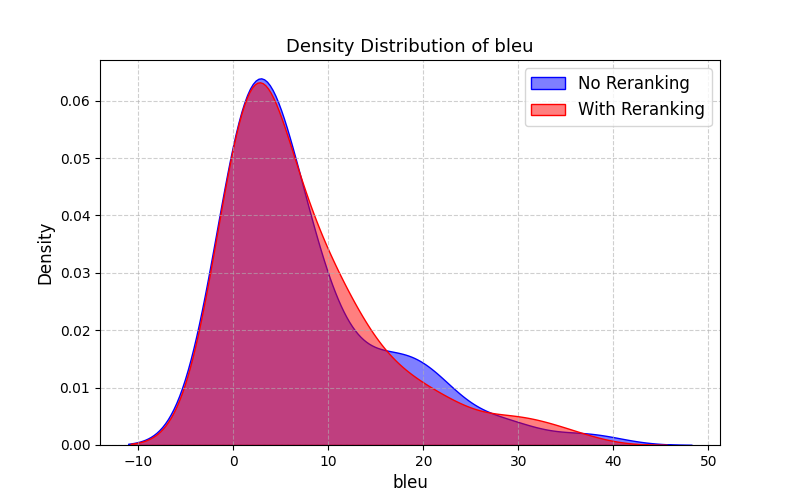 Density Distribution of bleu
No Reranking
With Reranking
Density
0.06
0.05
0.04
0.03
0.02
0.01
0.00
−10
0
10
20
30
40
50
bleu